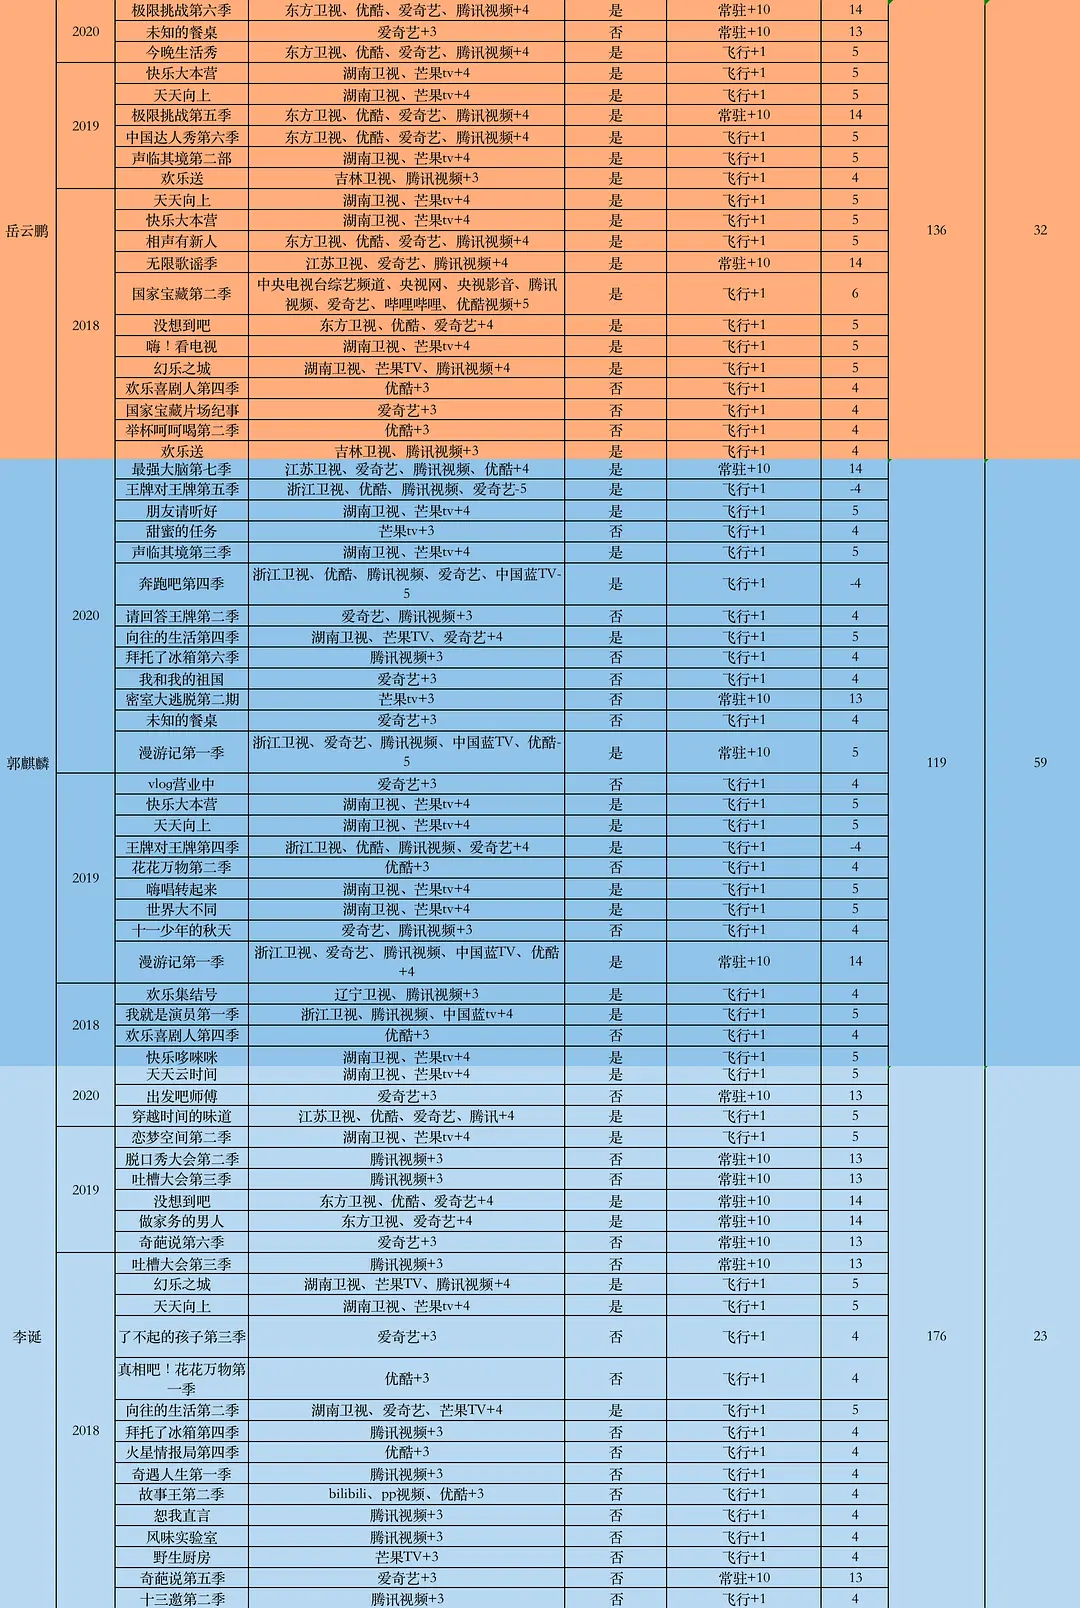 极限挑战第六季 东方卫视、优酷、爱奇艺、腾讯视频+4 是 常驻+10 14
2020 未知的餐桌 爱奇艺+3 否 常驻+10 13
今晚生活秀 东方卫视、优酷、爱奇艺、腾讯视频+4 是 飞行+1 5
快乐大本营 湖南卫视、芒果tv+4 是 飞行+1 5
天天向上 湖南卫视、芒果tv+4 是 飞行+1 5
极限挑战第五季 东方卫视、优酷、爱奇艺、腾讯视频+4 是 常驻+10 14
2019
中国达人秀第六季 东方卫视、优酷、爱奇艺、腾讯视频+4 是 飞行+1 5
声临其境第二部 湖南卫视、芒果tv+4 是 飞行+1 5
欢乐送 吉林卫视、腾讯视频+3 是 飞行+1 4
天天向上 湖南卫视、芒果tv+4 是 飞行+1 5
快乐大本营 湖南卫视、芒果tv+4 是 飞行+1 5
岳云鹏 136 32
相声有新人 东方卫视、优酷、爱奇艺、腾讯视频+4 是 飞行+1 5
无限歌谣季 江苏卫视、爱奇艺、腾讯视频+4 是 常驻+10 14
国家宝藏第二季 中央电视台综艺频道、央视网、央视影音、腾讯
视频、爱奇艺、哔哩哔哩、优酷视频+5 是 飞行+1 6
2018 没想到吧 东方卫视、优酷、爱奇艺+4 是 飞行+1 5
嗨！看电视 湖南卫视、芒果tv+4 是 飞行+1 5
幻乐之城 湖南卫视、芒果TV、腾讯视频+4 是 飞行+1 5
欢乐喜剧人第四季 优酷+3 否 飞行+1 4
国家宝藏片场纪事 爱奇艺+3 否 飞行+1 4
举杯呵呵喝第二季 优酷+3 否 飞行+1 4
欢乐送 吉林卫视、腾讯视频+3 是 飞行+1 4
最强大脑第七季 江苏卫视、爱奇艺、腾讯视频、优酷+4 是 常驻+10 14
王牌对王牌第五季 浙江卫视、优酷、腾讯视频、爱奇艺-5 是 飞行+1 -4
朋友请听好 湖南卫视、芒果tv+4 是 飞行+1 5
甜蜜的任务 芒果tv+3 否 飞行+1 4
声临其境第三季 湖南卫视、芒果tv+4 是 飞行+1 5
奔跑吧第四季 浙江卫视、优酷、腾讯视频、爱奇艺、中国蓝TV-
5 是 飞行+1 -4
2020 请回答王牌第二季 爱奇艺、腾讯视频+3 否 飞行+1 4
向往的生活第四季 湖南卫视、芒果TV、爱奇艺+4 是 飞行+1 5
拜托了冰箱第六季 腾讯视频+3 否 飞行+1 4
我和我的祖国 爱奇艺+3 否 飞行+1 4
密室大逃脱第二期 芒果tv+3 否 常驻+10 13
未知的餐桌 爱奇艺+3 否 飞行+1 4
漫游记第一季 浙江卫视、爱奇艺、腾讯视频、中国蓝TV、优酷-
5 是 常驻+10 5
郭麒麟 119 59
vlog营业中 爱奇艺+3 否 飞行+1 4
快乐大本营 湖南卫视、芒果tv+4 是 飞行+1 5
天天向上 湖南卫视、芒果tv+4 是 飞行+1 5
王牌对王牌第四季 浙江卫视、优酷、腾讯视频、爱奇艺+4 是 飞行+1 -4
花花万物第二季 优酷+3 否 飞行+1 4
2019
嗨唱转起来 湖南卫视、芒果tv+4 是 飞行+1 5
世界大不同 湖南卫视、芒果tv+4 是 飞行+1 5
十一少年的秋天 爱奇艺、腾讯视频+3 否 飞行+1 4
漫游记第一季 浙江卫视、爱奇艺、腾讯视频、中国蓝TV、优酷
+4 是 常驻+10 14
欢乐集结号 辽宁卫视、腾讯视频+3 是 飞行+1 4
我就是演员第一季 浙江卫视、腾讯视频、中国蓝tv+4 是 飞行+1 5
2018
欢乐喜剧人第四季 优酷+3 否 飞行+1 4
快乐哆唻咪 湖南卫视、芒果tv+4 是 飞行+1 5
天天云时间 湖南卫视、芒果tv+4 是 飞行+1 5
2020 出发吧师傅 爱奇艺+3 否 常驻+10 13
穿越时间的味道 江苏卫视、优酷、爱奇艺、腾讯+4 是 飞行+1 5
恋梦空间第二季 湖南卫视、芒果tv+4 是 飞行+1 5
脱口秀大会第二季 腾讯视频+3 否 常驻+10 13
吐槽大会第三季 腾讯视频+3 否 常驻+10 13
2019
没想到吧 东方卫视、优酷、爱奇艺+4 是 常驻+10 14
做家务的男人 东方卫视、爱奇艺+4 是 常驻+10 14
奇葩说第六季 爱奇艺+3 否 常驻+10 13
吐槽大会第三季 腾讯视频+3 否 常驻+10 13
幻乐之城 湖南卫视、芒果TV、腾讯视频+4 是 飞行+1 5
天天向上 湖南卫视、芒果tv+4 是 飞行+1 5
李诞 了不起的孩子第三季 爱奇艺+3 否 飞行+1 4 176 23
真相吧！花花万物第
一季 优酷+3 否 飞行+1 4
向往的生活第二季 湖南卫视、爱奇艺、芒果TV+4 是 飞行+1 5
2018
拜托了冰箱第四季 腾讯视频+3 否 飞行+1 4
火星情报局第四季 优酷+3 否 飞行+1 4
奇遇人生第一季 腾讯视频+3 否 飞行+1 4
故事王第二季 bilibili、pp视频、优酷+3 否 飞行+1 4
恕我直言 腾讯视频+3 否 飞行+1 4
风味实验室 腾讯视频+3 否 飞行+1 4
野生厨房 芒果TV+3 否 飞行+1 4
奇葩说第五季 爱奇艺+3 否 常驻+10 13
十三邀第二季 腾讯视频+3 否 飞行+1 4